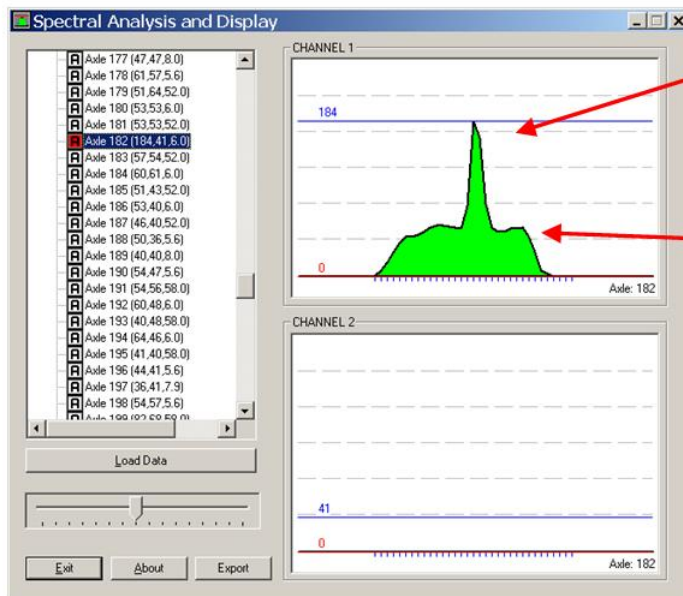 Spectral Analysis and Display
Axle 177 (47,47,8.0)
Axle 178 (61,57,5.6)
Axle 179 (51,64,52.0)
Axle 180 (53,53,6.0)
Axle 181 (53,53,52.0)
Axle 182 (184,41,6.0)
Axle 183 (57,54,52.0)
Axle 184 (60,61,6.0)
Axle 185 (51,43,52.0)
Axle 186 (53,40,6.0)
Axle 187 (46,40,52.0)
Axle 188 (50,36,5.6)
Axle 189 (40,40,8.0)
Axle 190 (54,47,5.6)
Axle 191 (54,56,58.0)
Axle 192 (60,48,6.0)
Axle 193 (40,48,58.0)
Axle 194 (64,46,6.0)
Axle 195 (41,40,58.0)
Axle 196 (44,41,5.6)
Axle 197 (36,41,7.9)
Axle 198 (54,57,5.6)
Axle 199 (82,68,58.0)
Load Data
Exit
About
Export
CHANNEL 1
184
0
Axle: 182
CHANNEL 2
41
0
Axle: 182